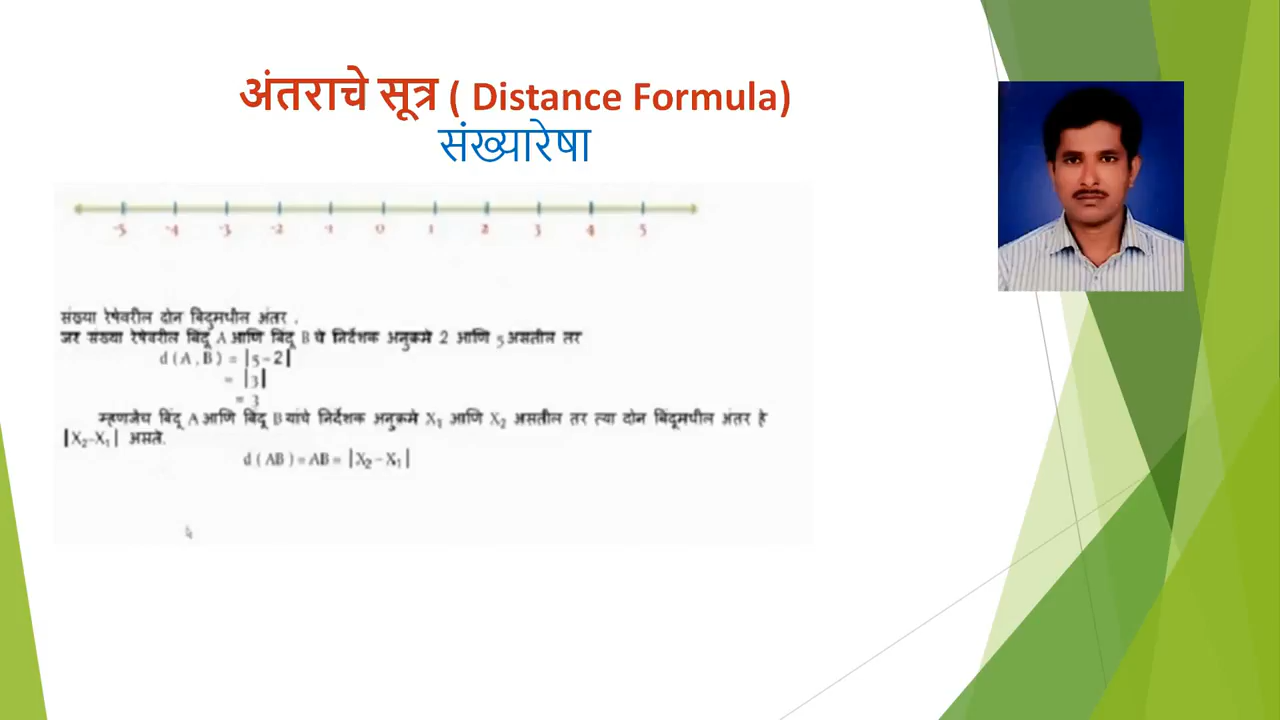 अंतराचे सूत्र ( Distance Formula)
संख्यारेषा
-5 -4 -3 -2 -1 0 1 2 3 4 5
संख्या रेषेवरील दोन बिंदुमधील अंतर .
जर संख्या रेषेवरील बिंदू A आणि बिंदू B चे निर्देशक अनुक्रमे 2 आणि 5 असतील तर
d ( A , B ) = |5-2|
= |3|
= 3
म्हणजेच बिंदू A आणि बिंदू B यांचे निर्देशक अनुक्रमे X₁ आणि X₂ असतील तर त्या दोन बिंदूमधील अंतर हे
|X₂-X₁| असते.
d ( AB ) = AB = |X₂ - X₁|